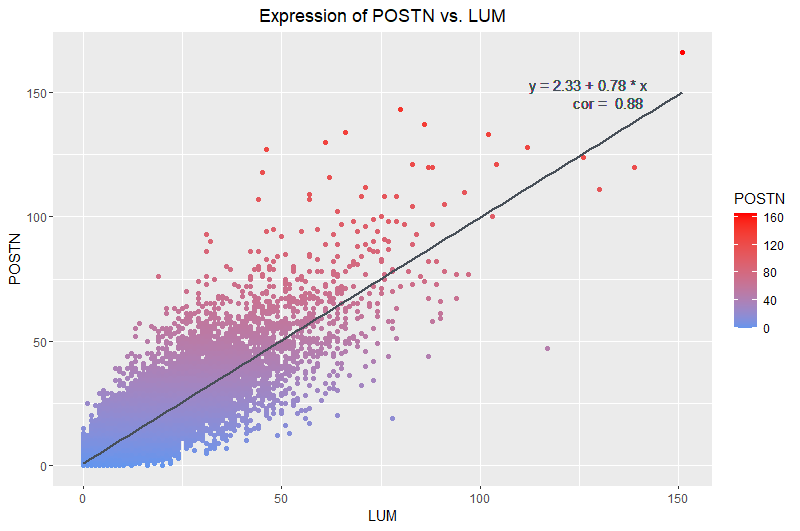 Expression of POSTN vs. LUM
y = 2.33 + 0.78 * x
cor = 0.88
150
100
50
0
POSTN
0
50
100
150
LUM
POSTN
160
120
80
40
0